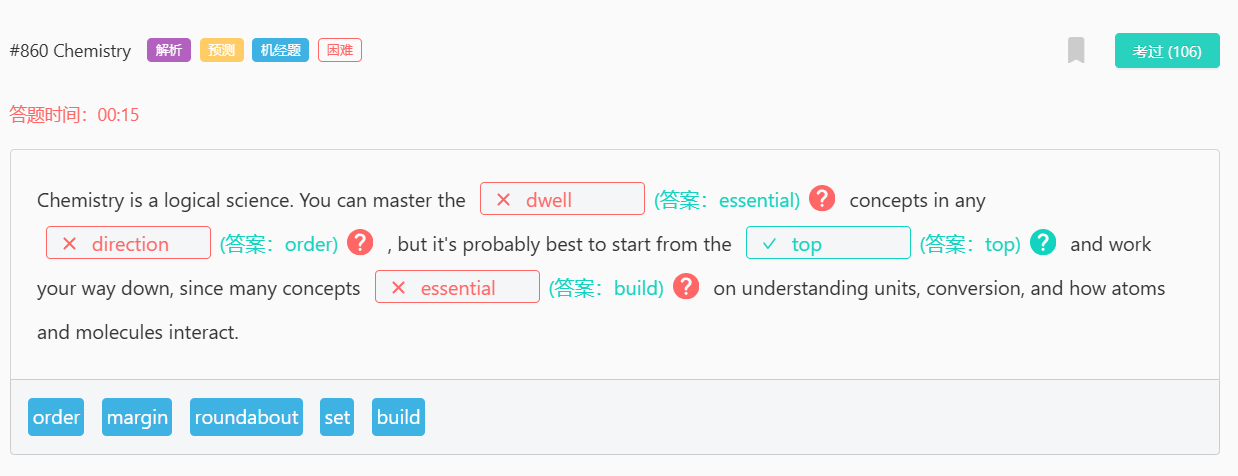 #860 Chemistry 解析 预测 机经题 困难 考过 (106)
答题时间：00:15
Chemistry is a logical science. You can master the dwell (答案：essential) ? concepts in any
direction (答案：order) ? , but it's probably best to start from the top (答案：top) ? and work
your way down, since many concepts essential (答案：build) ? on understanding units, conversion, and how atoms
and molecules interact.
order margin roundabout set build